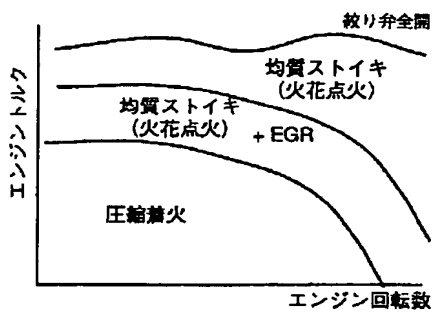 絞り弁全開
均質ストイキ
(火花点火)
均質ストイキ
(火花点火)
+ EGR
圧縮着火
エンジントルク
エンジン回転数